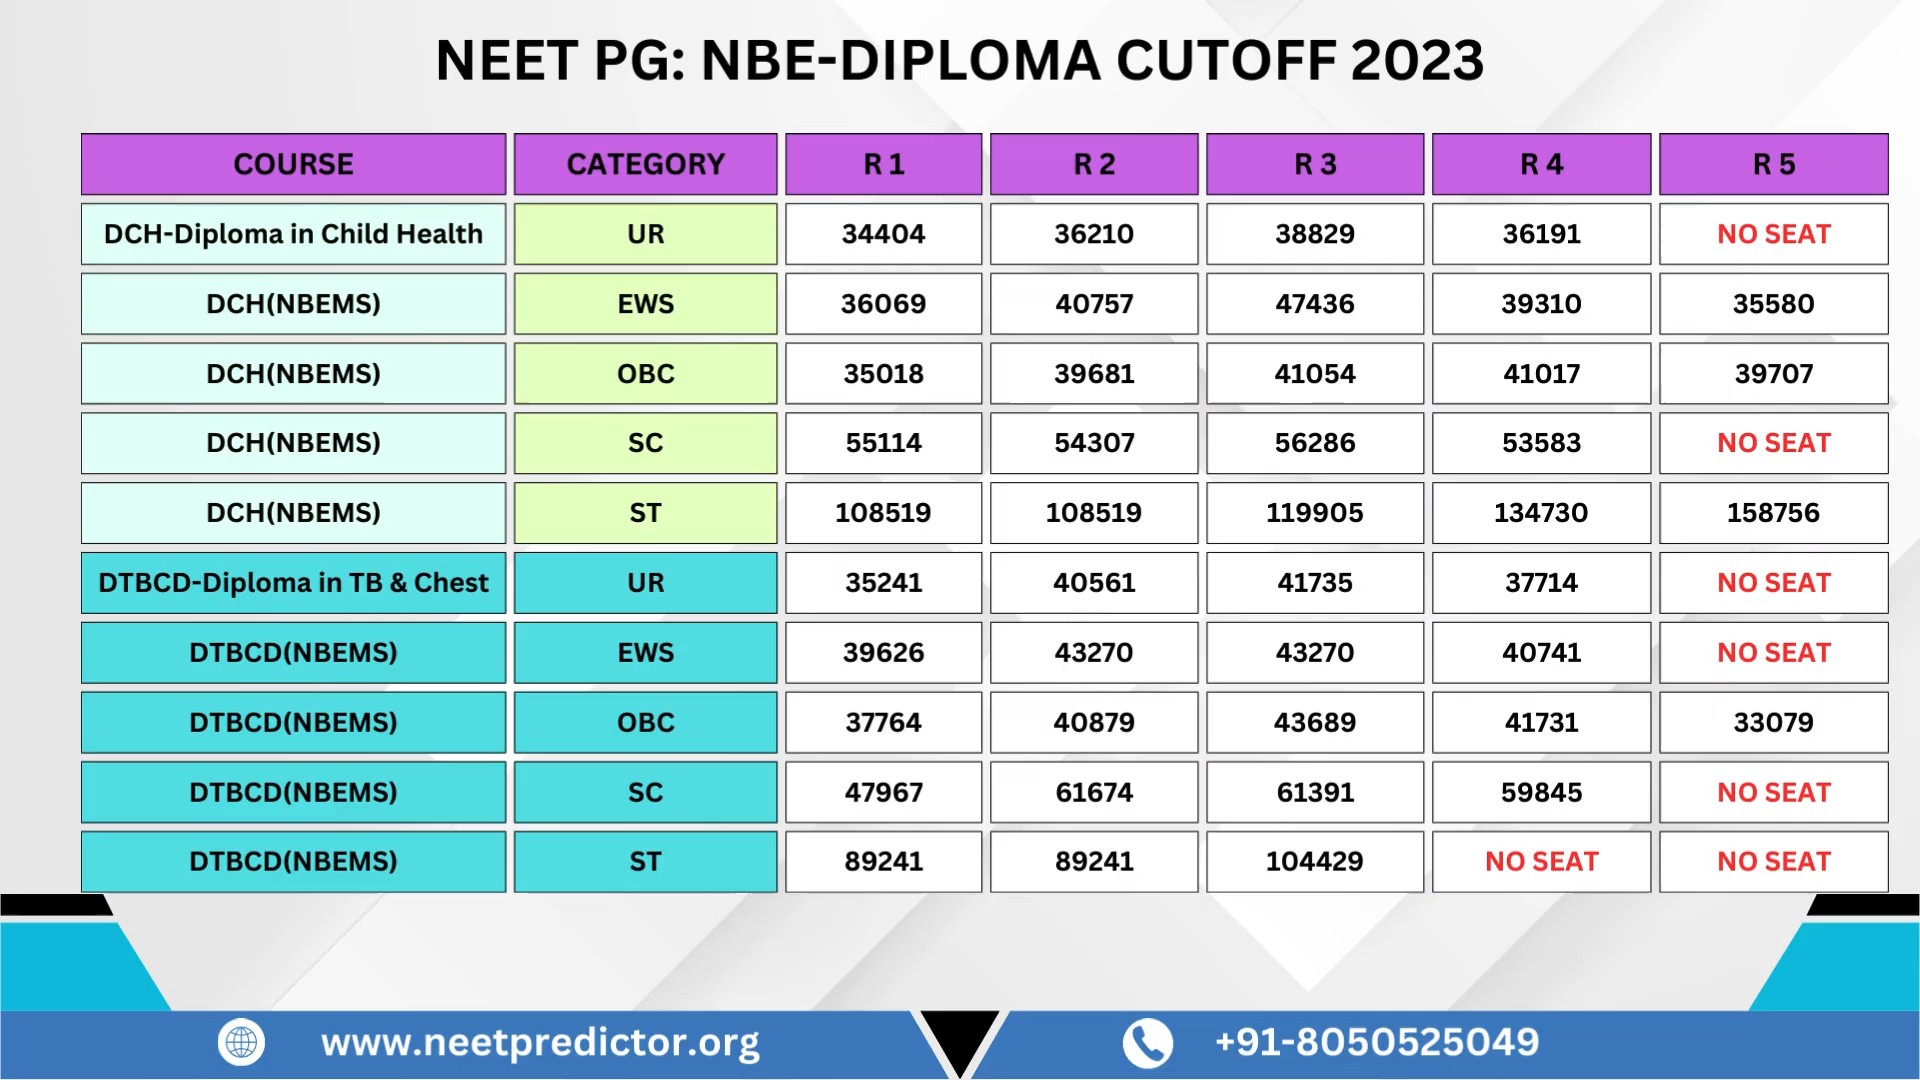 NEET PG: NBE-DIPLOMA CUTOFF 2023
COURSE CATEGORY R 1 R 2 R 3 R 4 R 5
DCH-Diploma in Child Health UR 34404 36210 38829 36191 NO SEAT
DCH(NBEMS) EWS 36069 40757 47436 39310 35580
DCH(NBEMS) OBC 35018 39681 41054 41017 39707
DCH(NBEMS) SC 55114 54307 56286 53583 NO SEAT
DCH(NBEMS) ST 108519 108519 119905 134730 158756
DTBCD-Diploma in TB & Chest UR 35241 40561 41735 37714 NO SEAT
DTBCD(NBEMS) EWS 39626 43270 43270 40741 NO SEAT
DTBCD(NBEMS) OBC 37764 40879 43689 41731 33079
DTBCD(NBEMS) SC 47967 61674 61391 59845 NO SEAT
DTBCD(NBEMS) ST 89241 89241 104429 NO SEAT NO SEAT
www.neetpredictor.org +91-8050525049